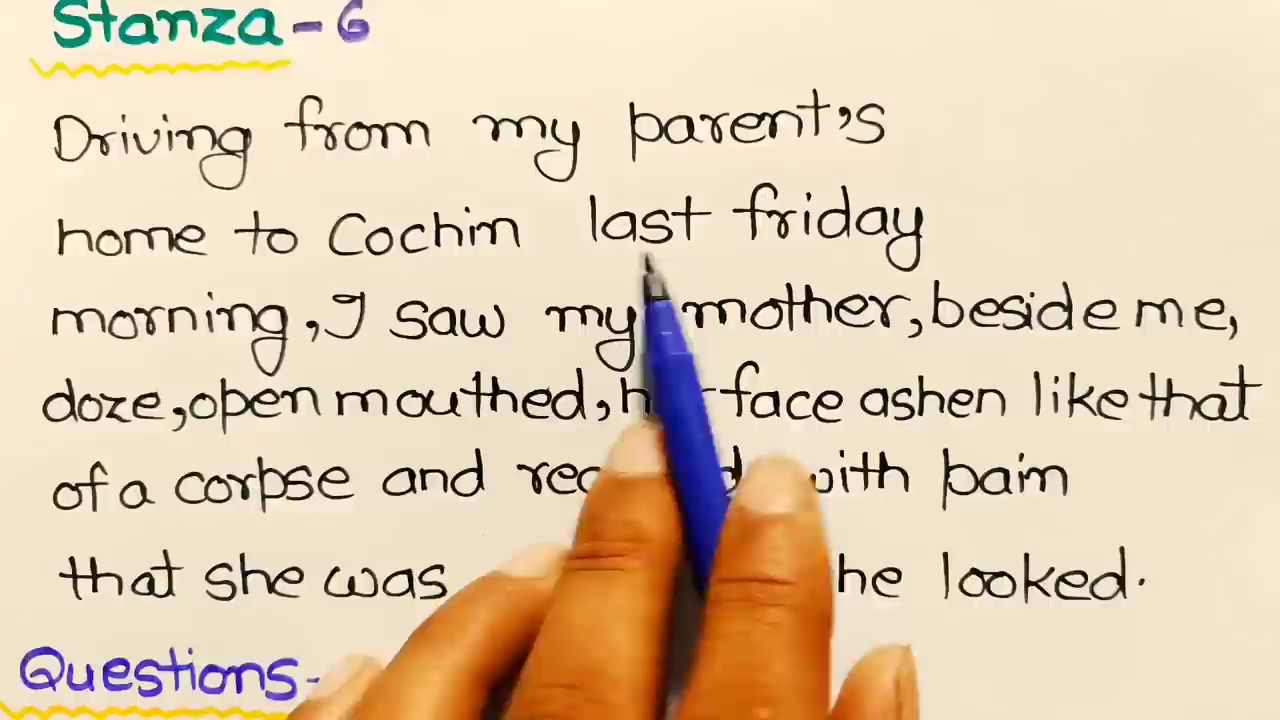 Stanza - 6
Driving from my parent's
home to Cochin last friday
morning, I saw my mother, beside me,
doze, open mouthed, face ashen like that
of a corpse and with pain
that she was looked.
Questions -